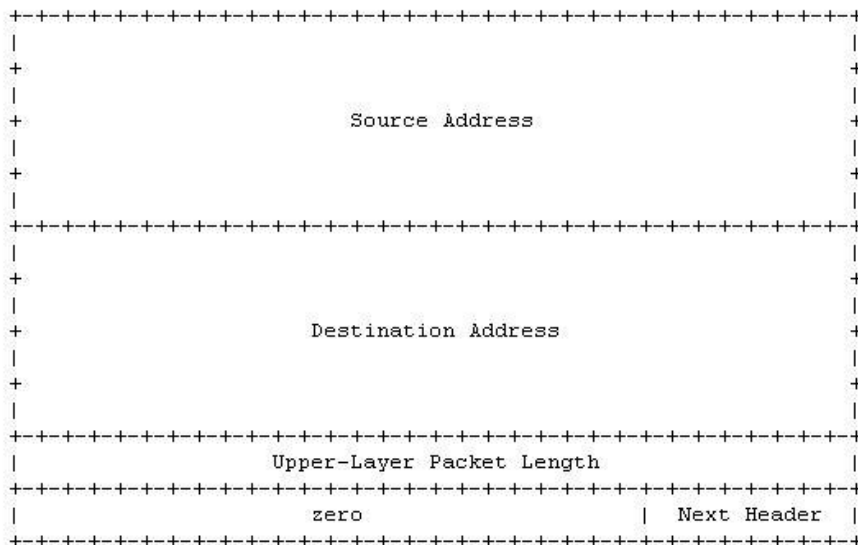 Source Address
Destination Address
Upper-Layer Packet Length
zero | Next Header